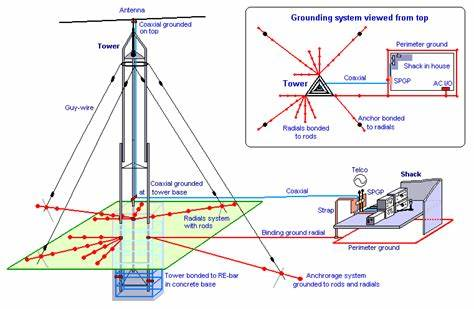 Antenna
Coaxial grounded
on top
Tower
Guy-wire
Coaxial grounded
at tower base
Radials system
with rods
Tower bonded to RE-bar
in concrete base
Anchorage system
grounded to rods and radials
Coaxial
Telco
SPGP
Shack
Strap
Binding ground radial
Perimeter ground
Grounding system viewed from top
Perimeter ground
Shack in house
SPGP
AC I/O
Tower
Coaxial
Radials bonded
to rods
Anchor bonded
to radials